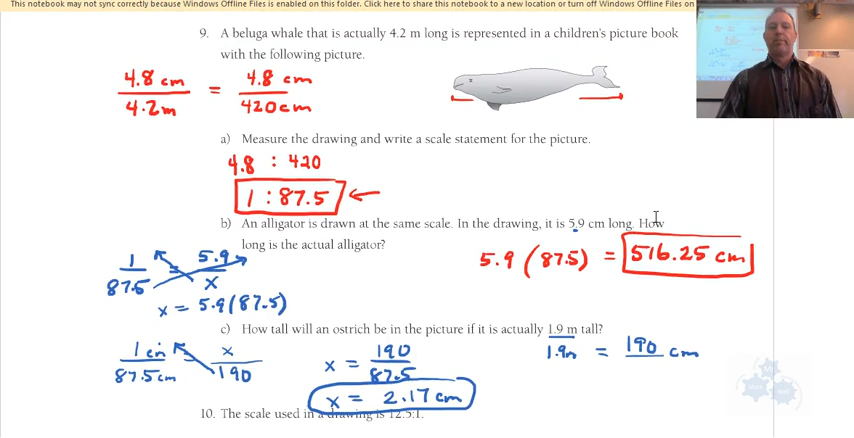 This notebook may not sync correctly because Windows Offline Files is enabled on this folder. Click here to share this notebook to a new location or turn off Windows Offline Files on
9. A beluga whale that is actually 4.2 m long is represented in a children's picture book
with the following picture.
4.8 cm / 4.2 m = 4.8 cm / 420 cm
a) Measure the drawing and write a scale statement for the picture.
4.8 : 420
1 : 87.5
b) An alligator is drawn at the same scale. In the drawing, it is 5.9 cm long. How
long is the actual alligator?
5.9 (87.5) = 516.25 cm
1 / 87.5 = 5.9 / x
x = 5.9(87.5)
c) How tall will an ostrich be in the picture if it is actually 1.9 m tall?
1.9m = 190 cm
1 cm / 87.5 cm = x / 190
x = 190 / 87.5
x = 2.17 cm
10. The scale used in a drawing is 12.5:1.